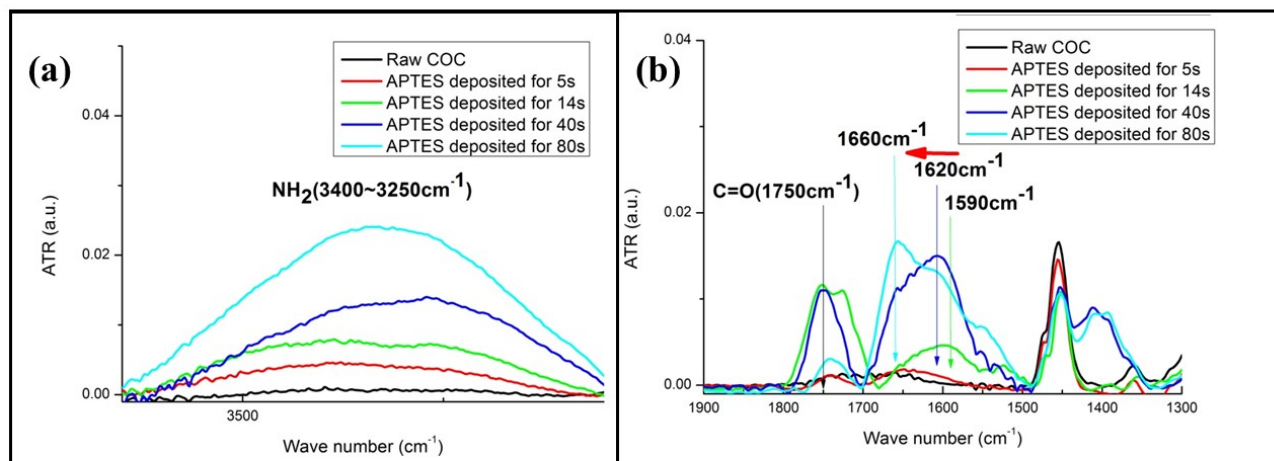 (a)
Raw COC
APTES deposited for 5s
APTES deposited for 14s
APTES deposited for 40s
APTES deposited for 80s
NH2(3400~3250cm-1)
0.04
0.02
0.00
ATR (a.u.)
3500
Wave number (cm-1)
(b)
Raw COC
APTES deposited for 5s
APTES deposited for 14s
APTES deposited for 40s
APTES deposited for 80s
1660cm-1
1620cm-1
C=O(1750cm-1)
1590cm-1
0.04
0.02
0.00
ATR (a.u.)
1900 1800 1700 1600 1500 1400 1300
Wave number (cm-1)